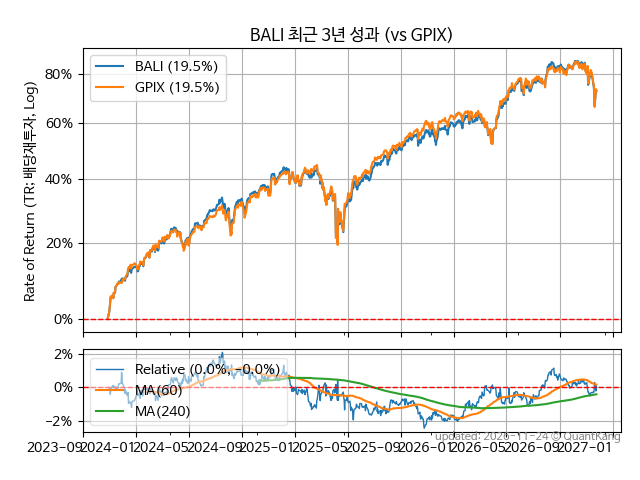 BALI 최근 3년 성과 (vs GPIX)
Rate of Return (TR: 배당재투자, Log)
80%
60%
40%
20%
0%
BALI (19.5%)
GPIX (19.5%)
2%
0%
−2%
Relative (0.0%, −0.0%)
MA(60)
MA(240)
2023-09
2024-01
2024-05
2024-09
2025-01
2025-05
2025-09
2026-01
2026-05
2026-09
2027-01
updated: 2026-11-24 © QuantKang